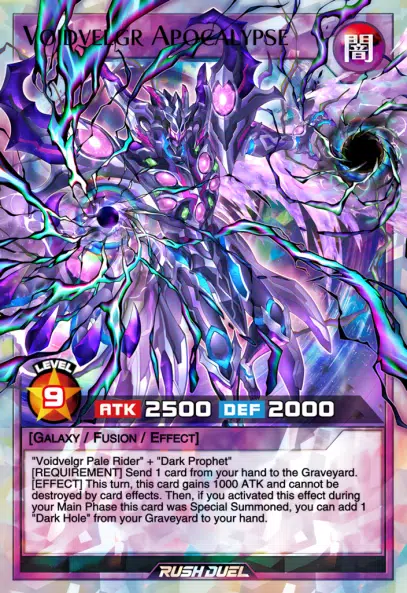 Voidvelgr Apocalypse
闇
LEVEL
9
ATK 2500 DEF 2000
[Galaxy / Fusion / Effect]
"Voidvelgr Pale Rider" + "Dark Prophet"
[REQUIREMENT] Send 1 card from your hand to the Graveyard.
[EFFECT] This turn, this card gains 1000 ATK and cannot be
destroyed by card effects. Then, if you activated this effect during
your Main Phase this card was Special Summoned, you can add 1
"Dark Hole" from your Graveyard to your hand.
RUSH DUEL